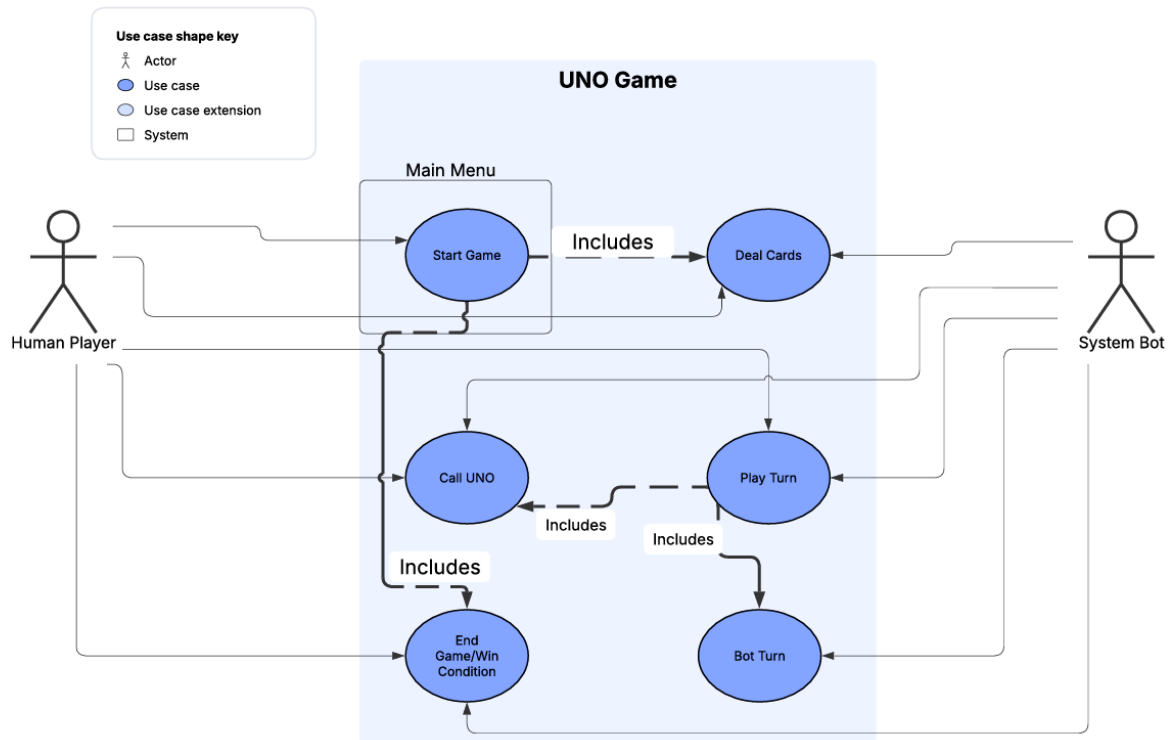 Use case shape key
Actor
Use case
Use case extension
System
UNO Game
Main Menu
Start Game
Includes
Deal Cards
Human Player
System Bot
Call UNO
Play Turn
Includes
Includes
Includes
End
Game/Win
Condition
Bot Turn